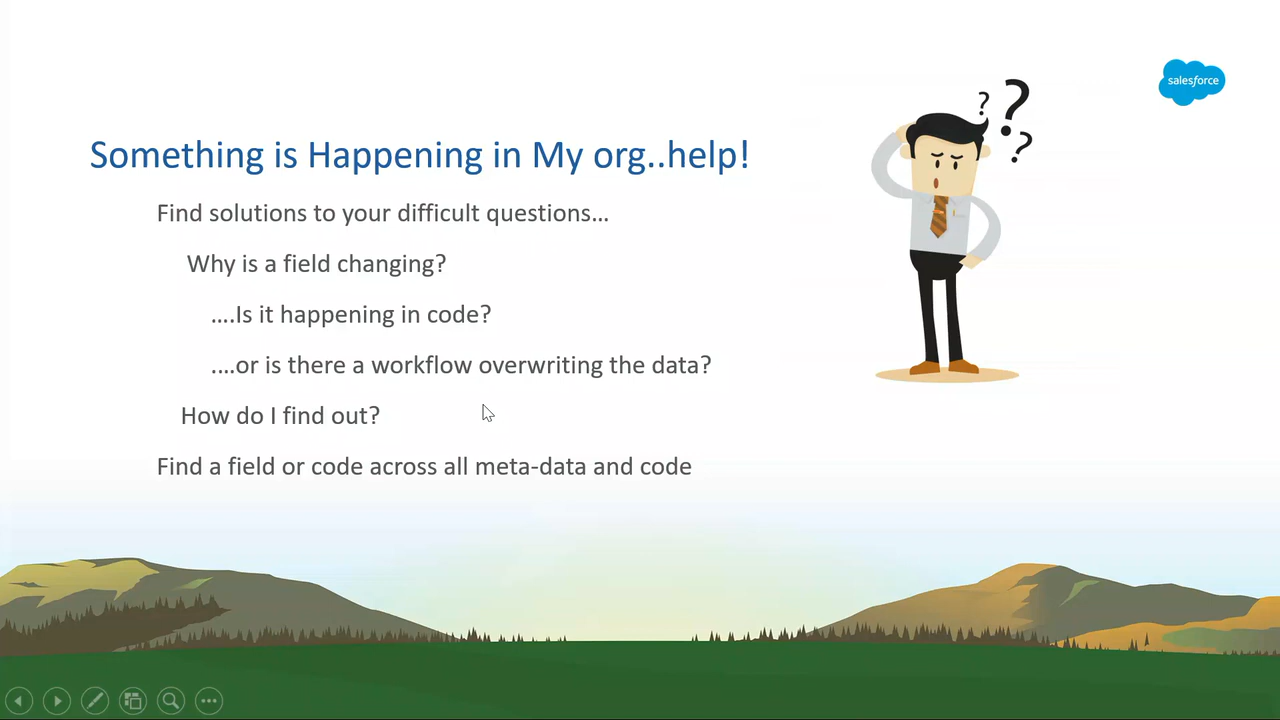 salesforce
? ? ?
Something is Happening in My org..help!
Find solutions to your difficult questions…
Why is a field changing?
….Is it happening in code?
....or is there a workflow overwriting the data?
How do I find out?
Find a field or code across all meta-data and code